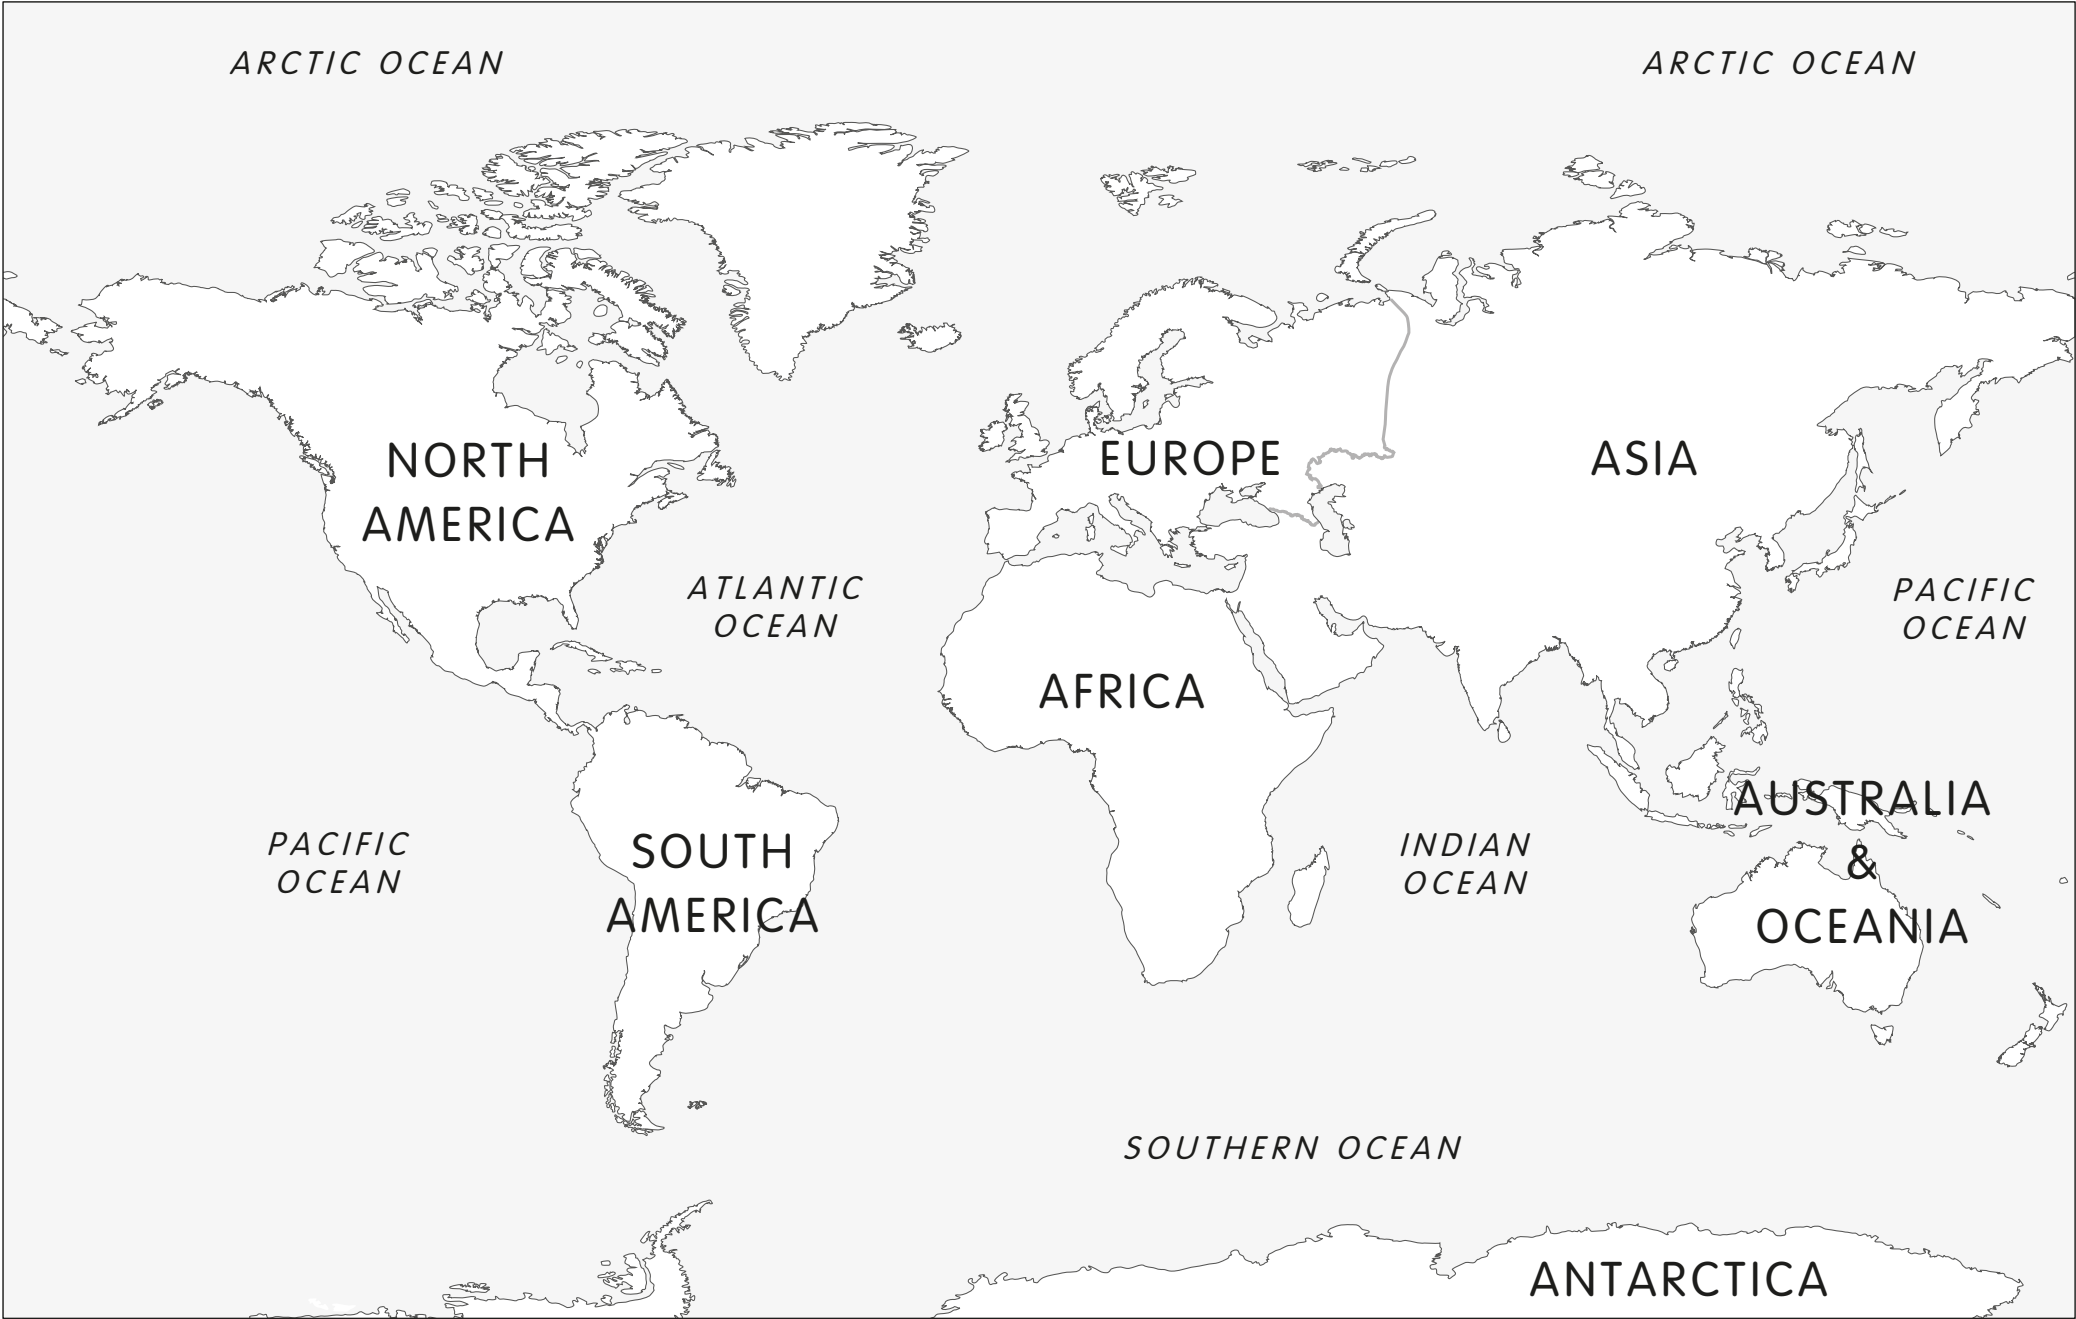 ARCTIC OCEAN
ARCTIC OCEAN
NORTH
AMERICA
EUROPE
ASIA
ATLANTIC
OCEAN
PACIFIC
OCEAN
AFRICA
AUSTRALIA
&
OCEANIA
PACIFIC
OCEAN
SOUTH
AMERICA
INDIAN
OCEAN
SOUTHERN OCEAN
ANTARCTICA